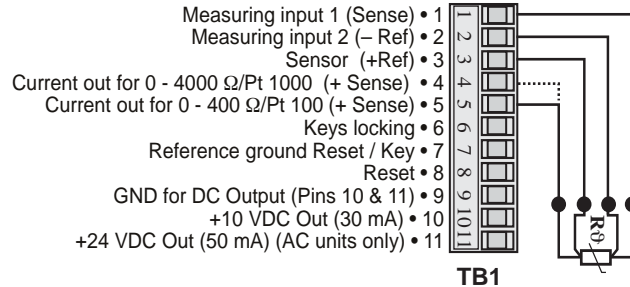 Measuring input 1 (Sense) • 1
Measuring input 2 (– Ref) • 2
Sensor (+Ref) • 3
Current out for 0 - 4000 Ω/Pt 1000 (+ Sense) • 4
Current out for 0 - 400 Ω/Pt 100 (+ Sense) • 5
Keys locking • 6
Reference ground Reset / Key • 7
Reset • 8
GND for DC Output (Pins 10 & 11) • 9
+10 VDC Out (30 mA) • 10
+24 VDC Out (50 mA) (AC units only) • 11
1
2
3
4
5
6
7
8
9
10
11
Rϑ
TB1